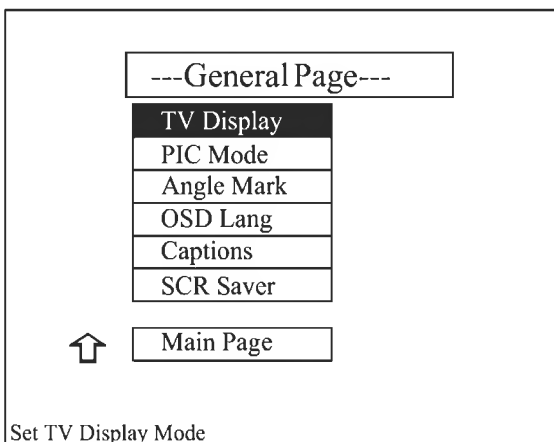 ---General Page---
TV Display
PIC Mode
Angle Mark
OSD Lang
Captions
SCR Saver
Main Page
Set TV Display Mode